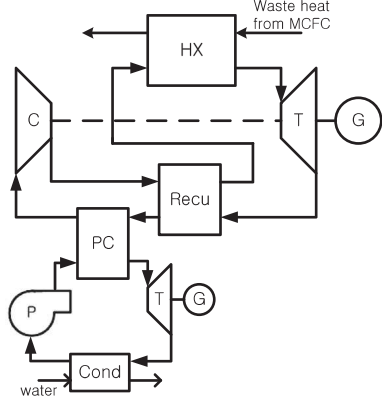 Waste heat
from MCFC
HX
C
T
G
Recu
PC
P
T
G
Cond
water